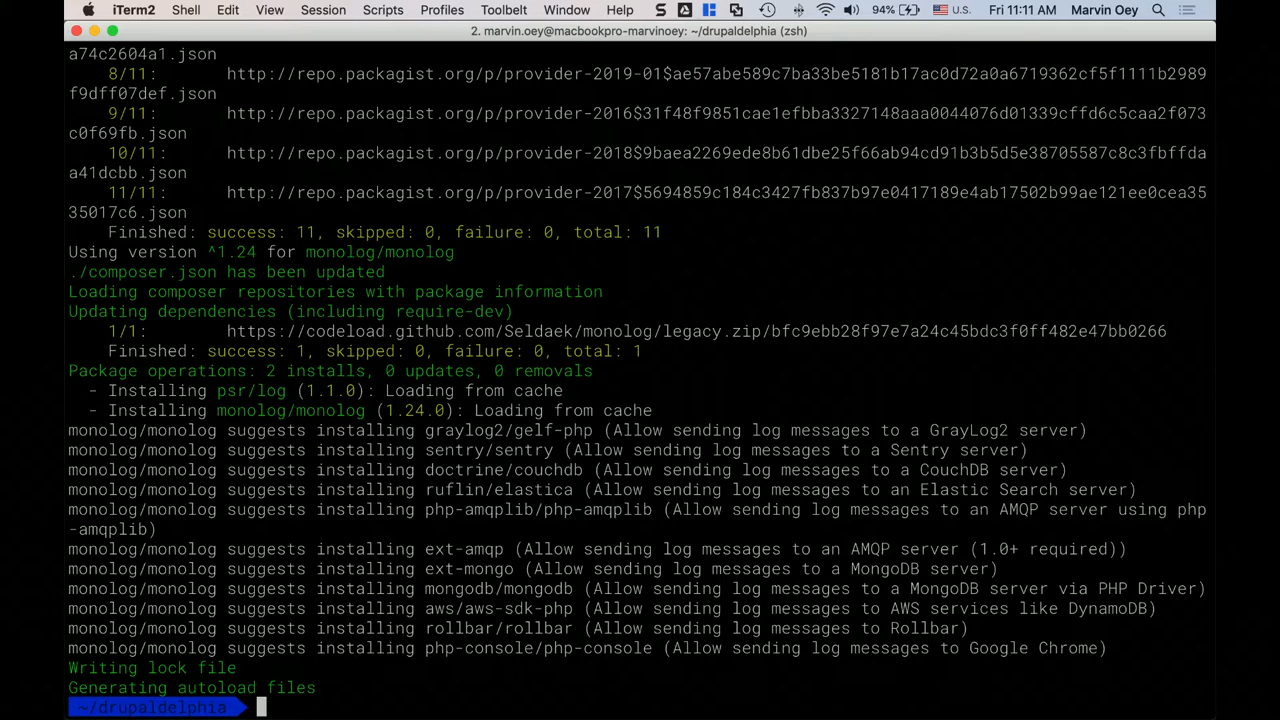 iTerm2 Shell Edit View Session Scripts Profiles Toolbelt Window Help 94% U.S. Fri 11:11 AM Marvin Oey
2. marvin.oey@macbookpro-marvinoey: ~/drupaldelphia (zsh)
a74c2604a1.json
8/11: http://repo.packagist.org/p/provider-2019-01$ae57abe589c7ba33be5181b17ac0d72a0a6719362cf5f1111b2989
f9dff07def.json
9/11: http://repo.packagist.org/p/provider-2016$31f48f9851cae1efbba3327148aaa0044076d01339cffd6c5caa2f073
c0f69fb.json
10/11: http://repo.packagist.org/p/provider-2018$9baea2269ede8b61dbe25f66ab94cd91b3b5d5e38705587c8c3fbffda
a41dcbb.json
11/11: http://repo.packagist.org/p/provider-2017$5694859c184c3427fb837b97e0417189e4ab17502b99ae121ee0cea35
35017c6.json
Finished: success: 11, skipped: 0, failure: 0, total: 11
Using version ^1.24 for monolog/monolog
./composer.json has been updated
Loading composer repositories with package information
Updating dependencies (including require-dev)
1/1: https://codeload.github.com/Seldaek/monolog/legacy.zip/bfc9ebb28f97e7a24c45bdc3f0ff482e47bb0266
Finished: success: 1, skipped: 0, failure: 0, total: 1
Package operations: 2 installs, 0 updates, 0 removals
- Installing psr/log (1.1.0): Loading from cache
- Installing monolog/monolog (1.24.0): Loading from cache
monolog/monolog suggests installing graylog2/gelf-php (Allow sending log messages to a GrayLog2 server)
monolog/monolog suggests installing sentry/sentry (Allow sending log messages to a Sentry server)
monolog/monolog suggests installing doctrine/couchdb (Allow sending log messages to a CouchDB server)
monolog/monolog suggests installing ruflin/elastica (Allow sending log messages to an Elastic Search server)
monolog/monolog suggests installing php-amqplib/php-amqplib (Allow sending log messages to an AMQP server using php
-amqplib)
monolog/monolog suggests installing ext-amqp (Allow sending log messages to an AMQP server (1.0+ required))
monolog/monolog suggests installing ext-mongo (Allow sending log messages to a MongoDB server)
monolog/monolog suggests installing mongodb/mongodb (Allow sending log messages to a MongoDB server via PHP Driver)
monolog/monolog suggests installing aws/aws-sdk-php (Allow sending log messages to AWS services like DynamoDB)
monolog/monolog suggests installing rollbar/rollbar (Allow sending log messages to Rollbar)
monolog/monolog suggests installing php-console/php-console (Allow sending log messages to Google Chrome)
Writing lock file
Generating autoload files
~/drupaldelphia